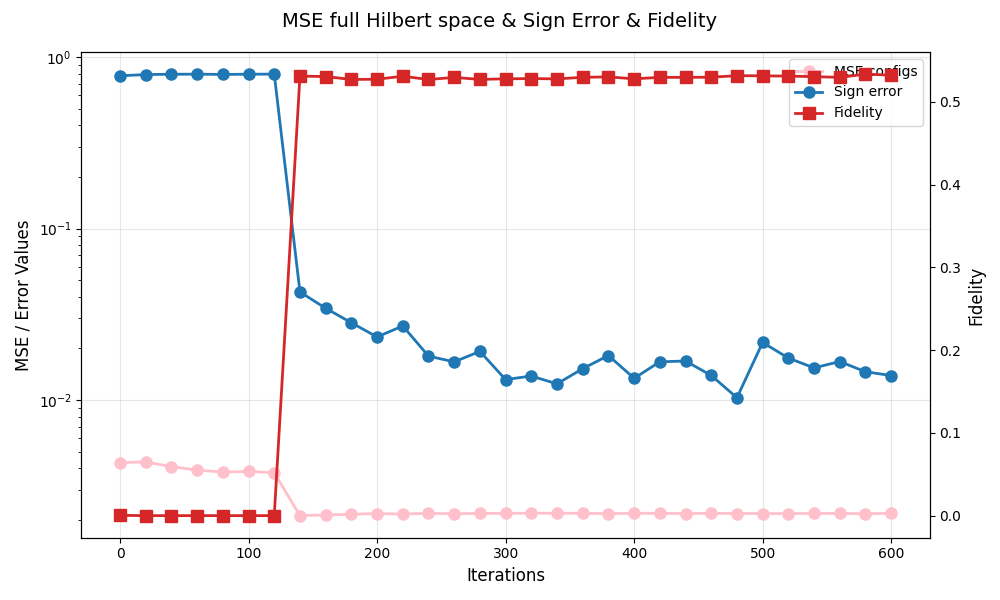 MSE full Hilbert space & Sign Error & Fidelity
MSE configs
Sign error
Fidelity
MSE / Error Values
10^0
10^-1
10^-2
0.5
0.4
0.3
0.2
0.1
0.0
Fidelity
0 100 200 300 400 500 600
Iterations